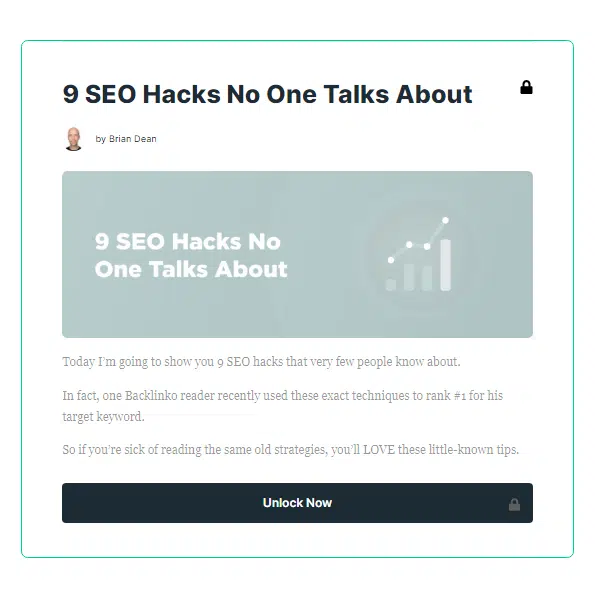 9 SEO Hacks No One Talks About
by Brian Dean
9 SEO Hacks No
One Talks About
Today I’m going to show you 9 SEO hacks that very few people know about.
In fact, one Backlinko reader recently used these exact techniques to rank #1 for his
target keyword.
So if you’re sick of reading the same old strategies, you’ll LOVE these little-known tips.
Unlock Now